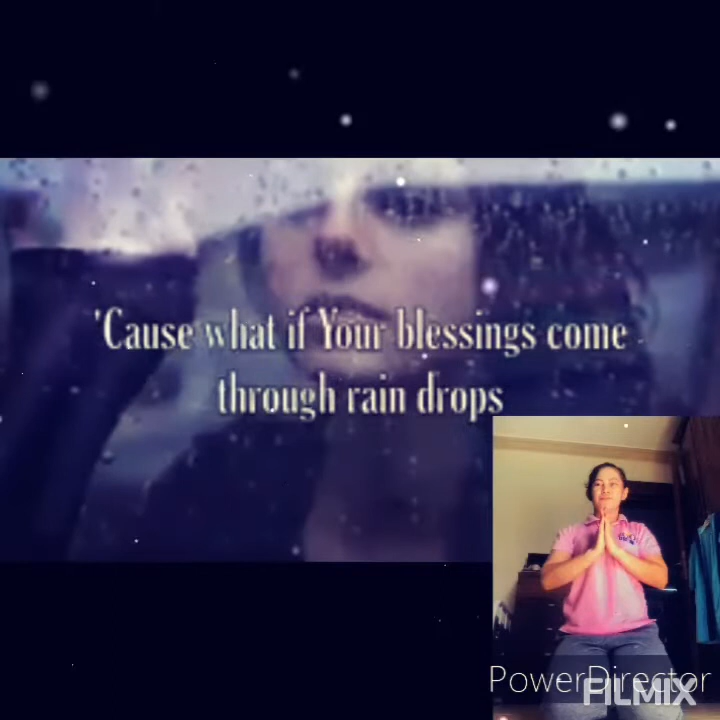 'Cause what if Your blessings come
through rain drops
PowerDirector
FILMIX